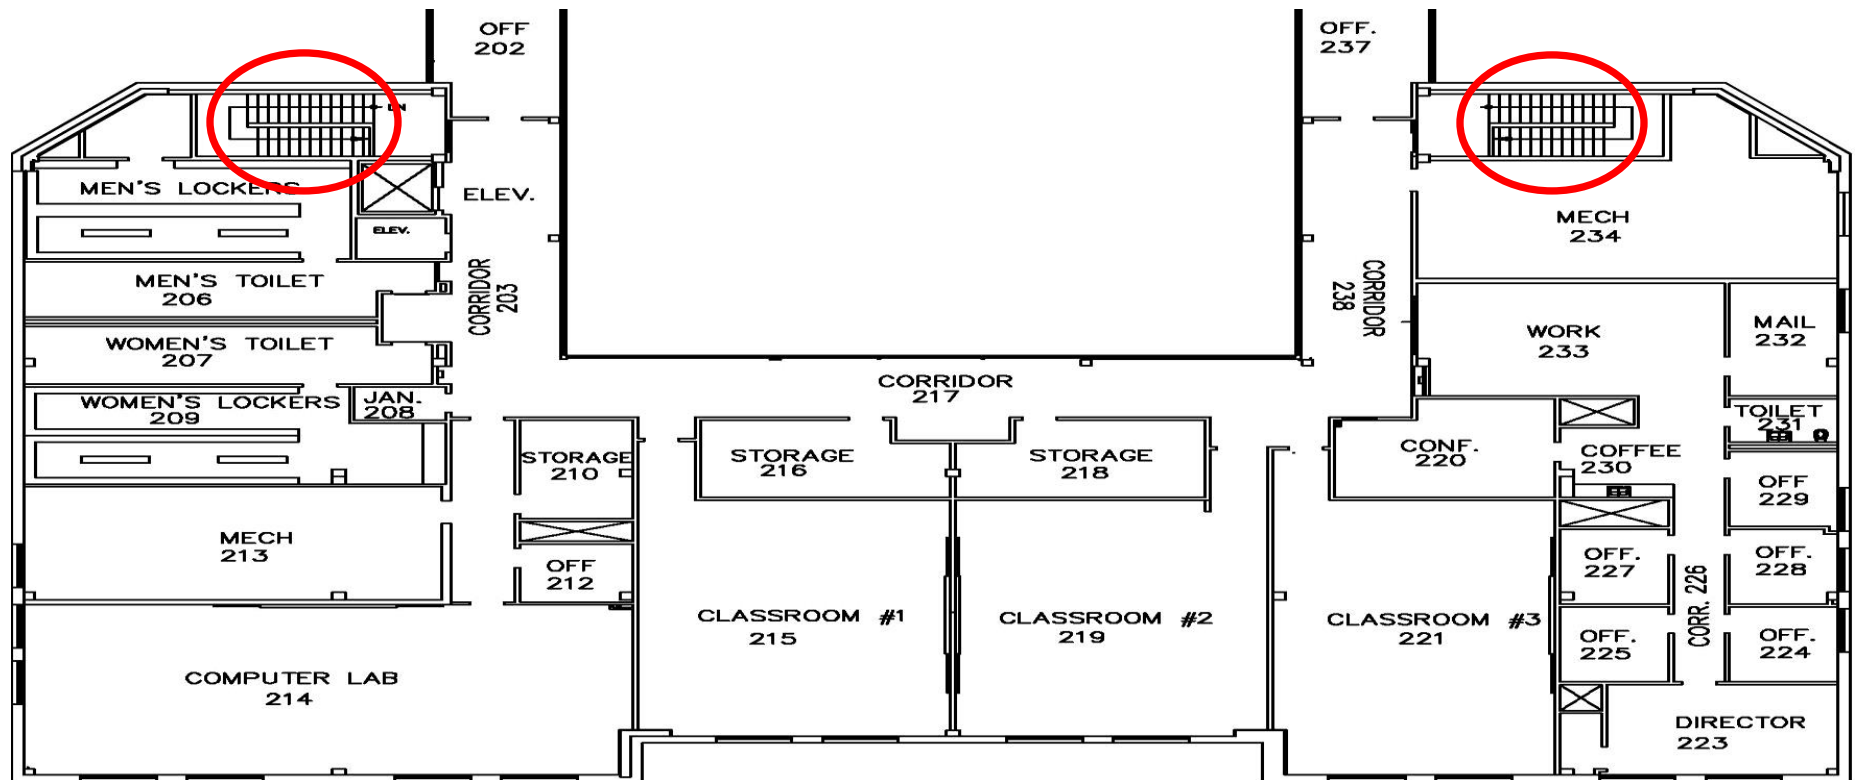 OFF
202
OFF.
237
DN
MEN'S LOCKERS
ELEV.
ELEV.
MECH
234
MEN'S TOILET
206
CORRIDOR
203
CORRIDOR
238
WOMEN'S TOILET
207
WORK
233
MAIL
232
CORRIDOR
217
WOMEN'S LOCKERS
209
JAN.
208
TOILET
231
STORAGE
210
STORAGE
216
STORAGE
218
CONF.
220
COFFEE
230
OFF
229
MECH
213
OFF
212
OFF.
227
OFF.
228
CORR. 226
CLASSROOM #1
215
CLASSROOM #2
219
CLASSROOM #3
221
OFF.
225
OFF.
224
COMPUTER LAB
214
DIRECTOR
223